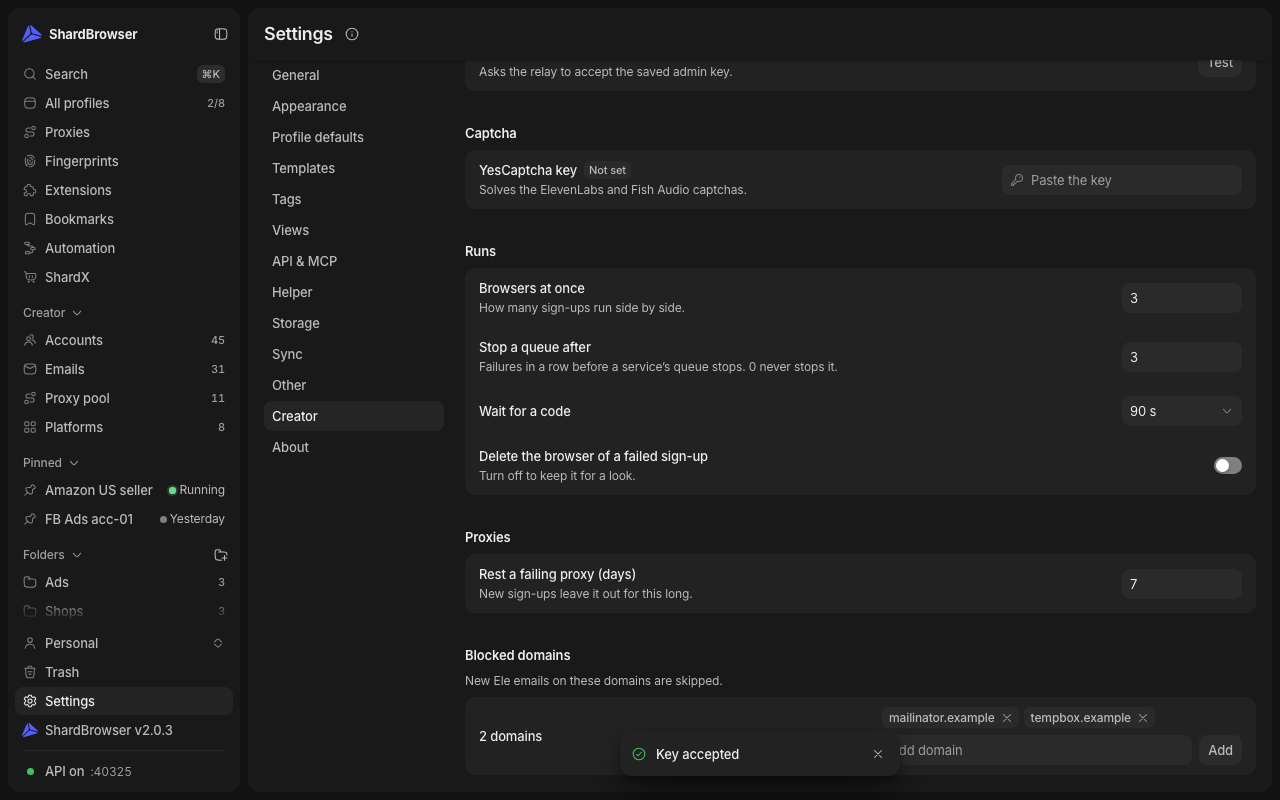 ShardBrowser
Search ⌘K
All profiles 2/8
Proxies
Fingerprints
Extensions
Bookmarks
Automation
ShardX
Creator
Accounts 45
Emails 31
Proxy pool 11
Platforms 8
Pinned
Amazon US seller Running
FB Ads acc-01 Yesterday
Folders
Ads 3
Shops 3
Personal
Trash
Settings
ShardBrowser v2.0.3
API on :40325
Settings
General
Appearance
Profile defaults
Templates
Tags
Views
API & MCP
Helper
Storage
Sync
Other
Creator
About
Asks the relay to accept the saved admin key.
Test
Captcha
YesCaptcha key Not set
Solves the ElevenLabs and Fish Audio captchas.
Paste the key
Runs
Browsers at once
How many sign-ups run side by side.
3
Stop a queue after
Failures in a row before a service’s queue stops. 0 never stops it.
3
Wait for a code
90 s
Delete the browser of a failed sign-up
Turn off to keep it for a look.
Proxies
Rest a failing proxy (days)
New sign-ups leave it out for this long.
7
Blocked domains
New Ele emails on these domains are skipped.
2 domains
mailinator.example tempbox.example
dd domain
Add
Key accepted